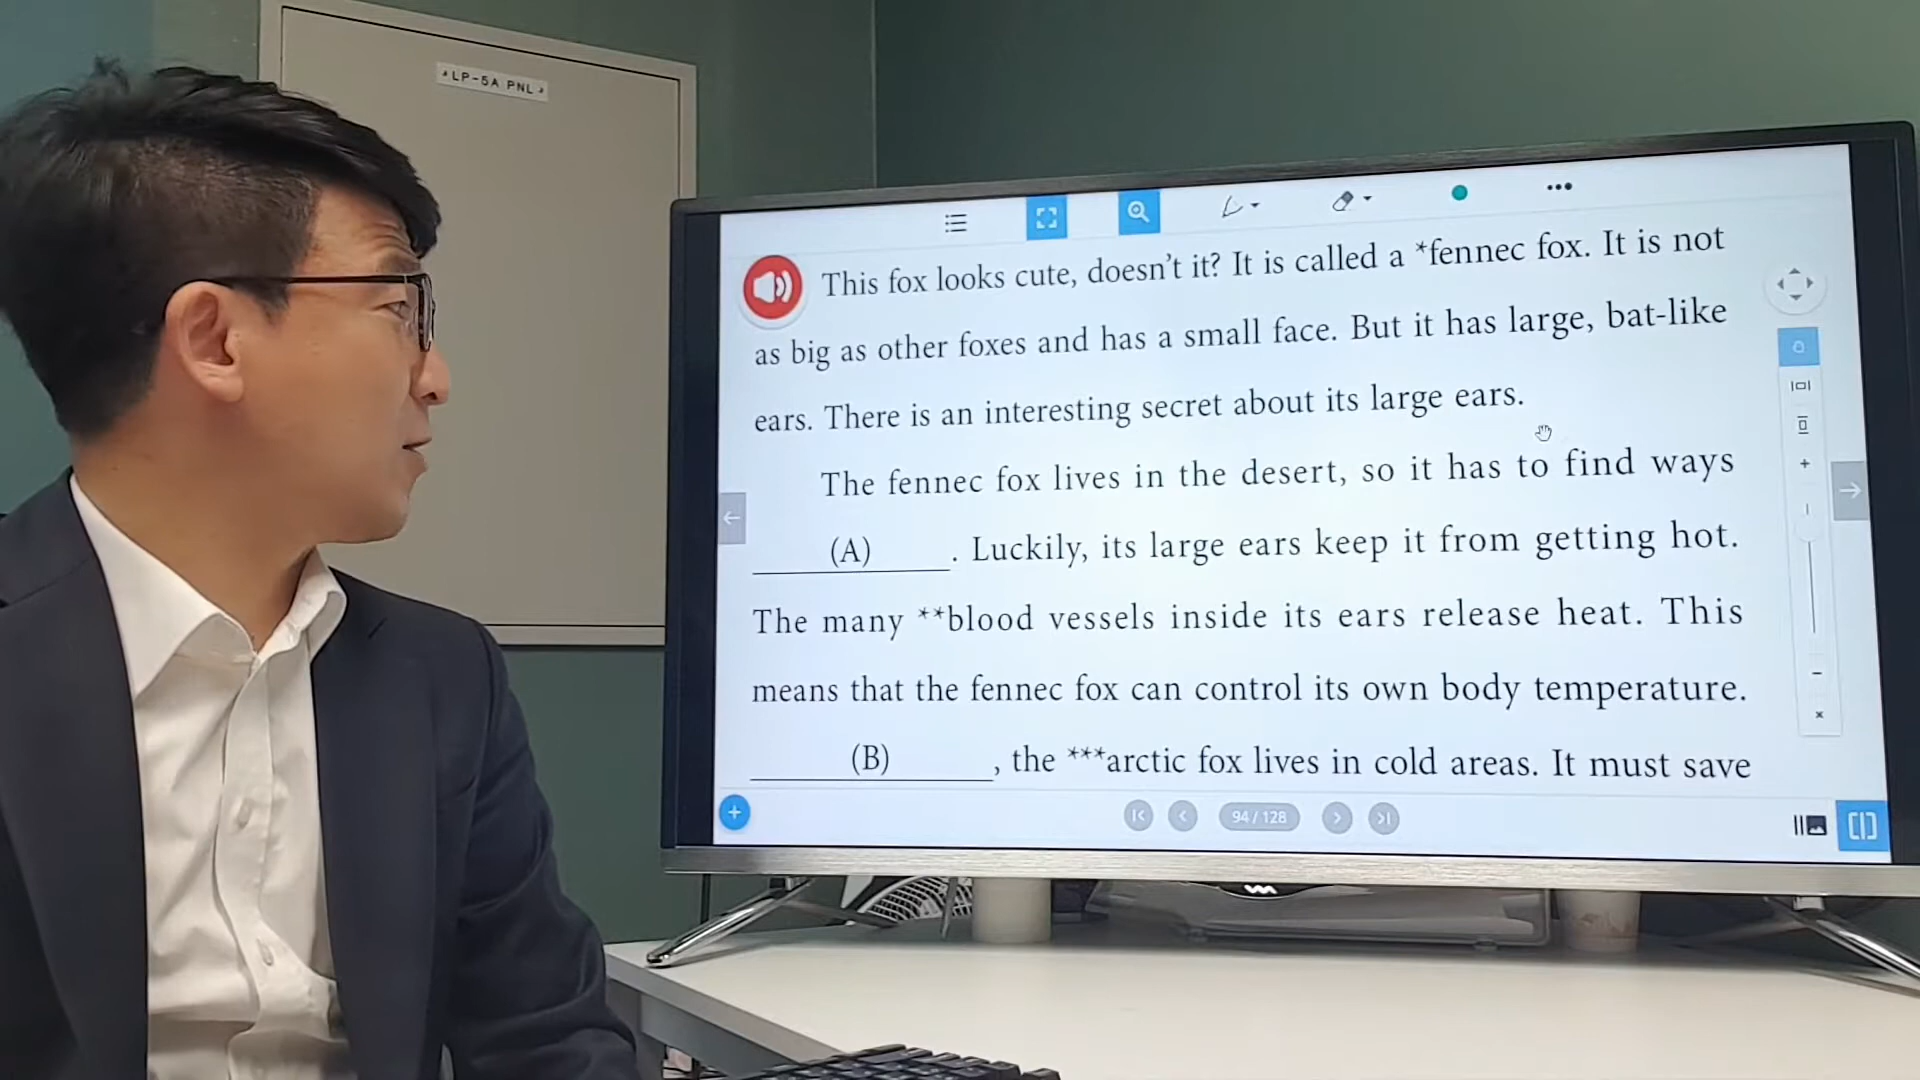 LP-5A PNL
This fox looks cute, doesn't it? It is called a *fennec fox. It is not
as big as other foxes and has a small face. But it has large, bat-like
ears. There is an interesting secret about its large ears.
The fennec fox lives in the desert, so it has to find ways
(A) . Luckily, its large ears keep it from getting hot.
The many **blood vessels inside its ears release heat. This
means that the fennec fox can control its own body temperature.
(B) , the ***arctic fox lives in cold areas. It must save
94 / 128